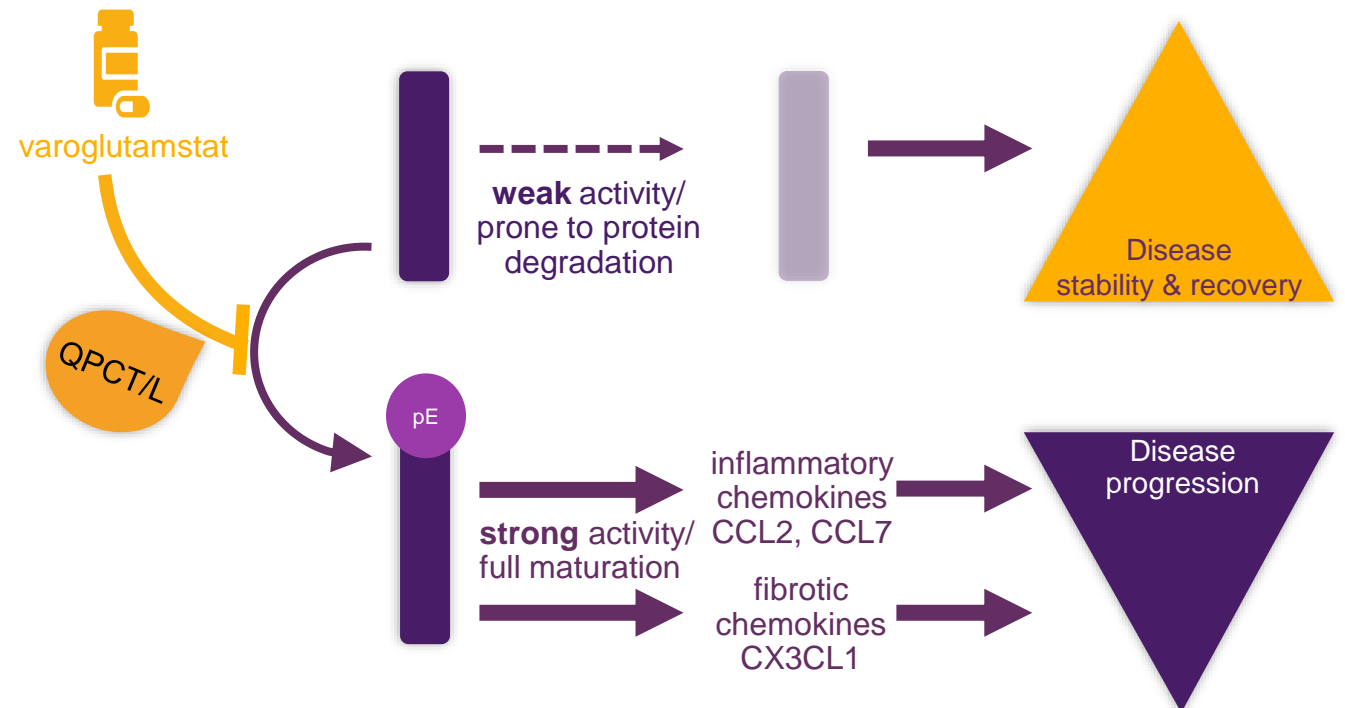 varoglutamstat
weak activity/
prone to protein
degradation
Disease
stability & recovery
QPCT/L
pE
strong activity/
full maturation
inflammatory
chemokines
CCL2, CCL7
fibrotic
chemokines
CX3CL1
Disease
progression